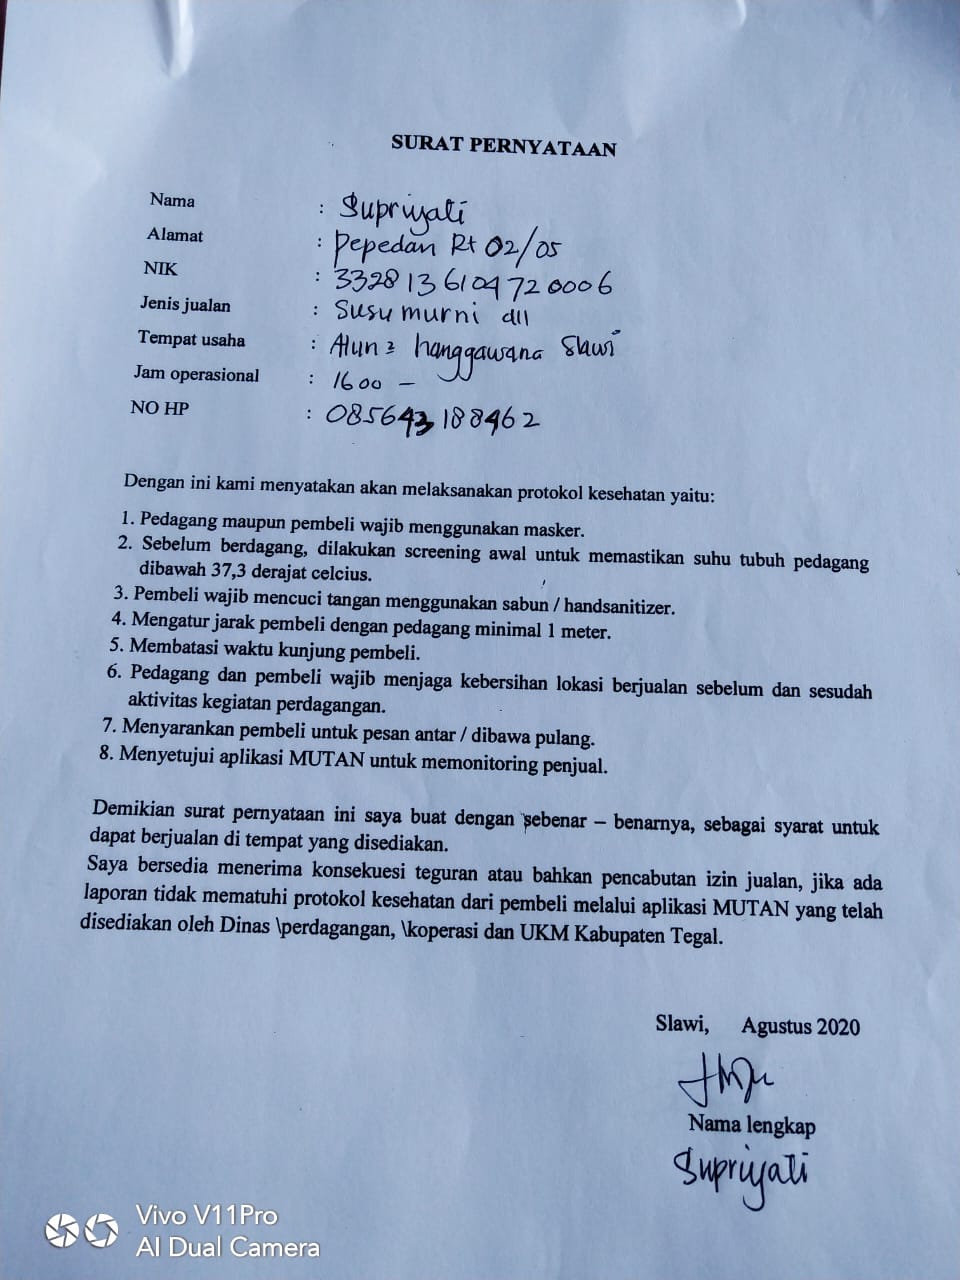 SURAT PERNYATAAN
Nama : Supriyati
Alamat : Pepedan Rt 02/05
NIK : 3328136104720006
Jenis jualan : Susu murni dll
Tempat usaha : Alun2 hanggawana Slawi
Jam operasional : 1600 -
NO HP : 085643188462
Dengan ini kami menyatakan akan melaksanakan protokol kesehatan yaitu:
1. Pedagang maupun pembeli wajib menggunakan masker.
2. Sebelum berdagang, dilakukan screening awal untuk memastikan suhu tubuh pedagang
dibawah 37,3 derajat celcius.
3. Pembeli wajib mencuci tangan menggunakan sabun / handsanitizer.
4. Mengatur jarak pembeli dengan pedagang minimal 1 meter.
5. Membatasi waktu kunjung pembeli.
6. Pedagang dan pembeli wajib menjaga kebersihan lokasi berjualan sebelum dan sesudah
aktivitas kegiatan perdagangan.
7. Menyarankan pembeli untuk pesan antar / dibawa pulang.
8. Menyetujui aplikasi MUTAN untuk memonitoring penjual.
Demikian surat pernyataan ini saya buat dengan sebenar – benarnya, sebagai syarat untuk
dapat berjualan di tempat yang disediakan.
Saya bersedia menerima konsekuesi teguran atau bahkan pencabutan izin jualan, jika ada
laporan tidak mematuhi protokol kesehatan dari pembeli melalui aplikasi MUTAN yang telah
disediakan oleh Dinas \perdagangan, \koperasi dan UKM Kabupaten Tegal.
Slawi, Agustus 2020
Nama lengkap
Supriyati
Vivo V11Pro
AI Dual Camera